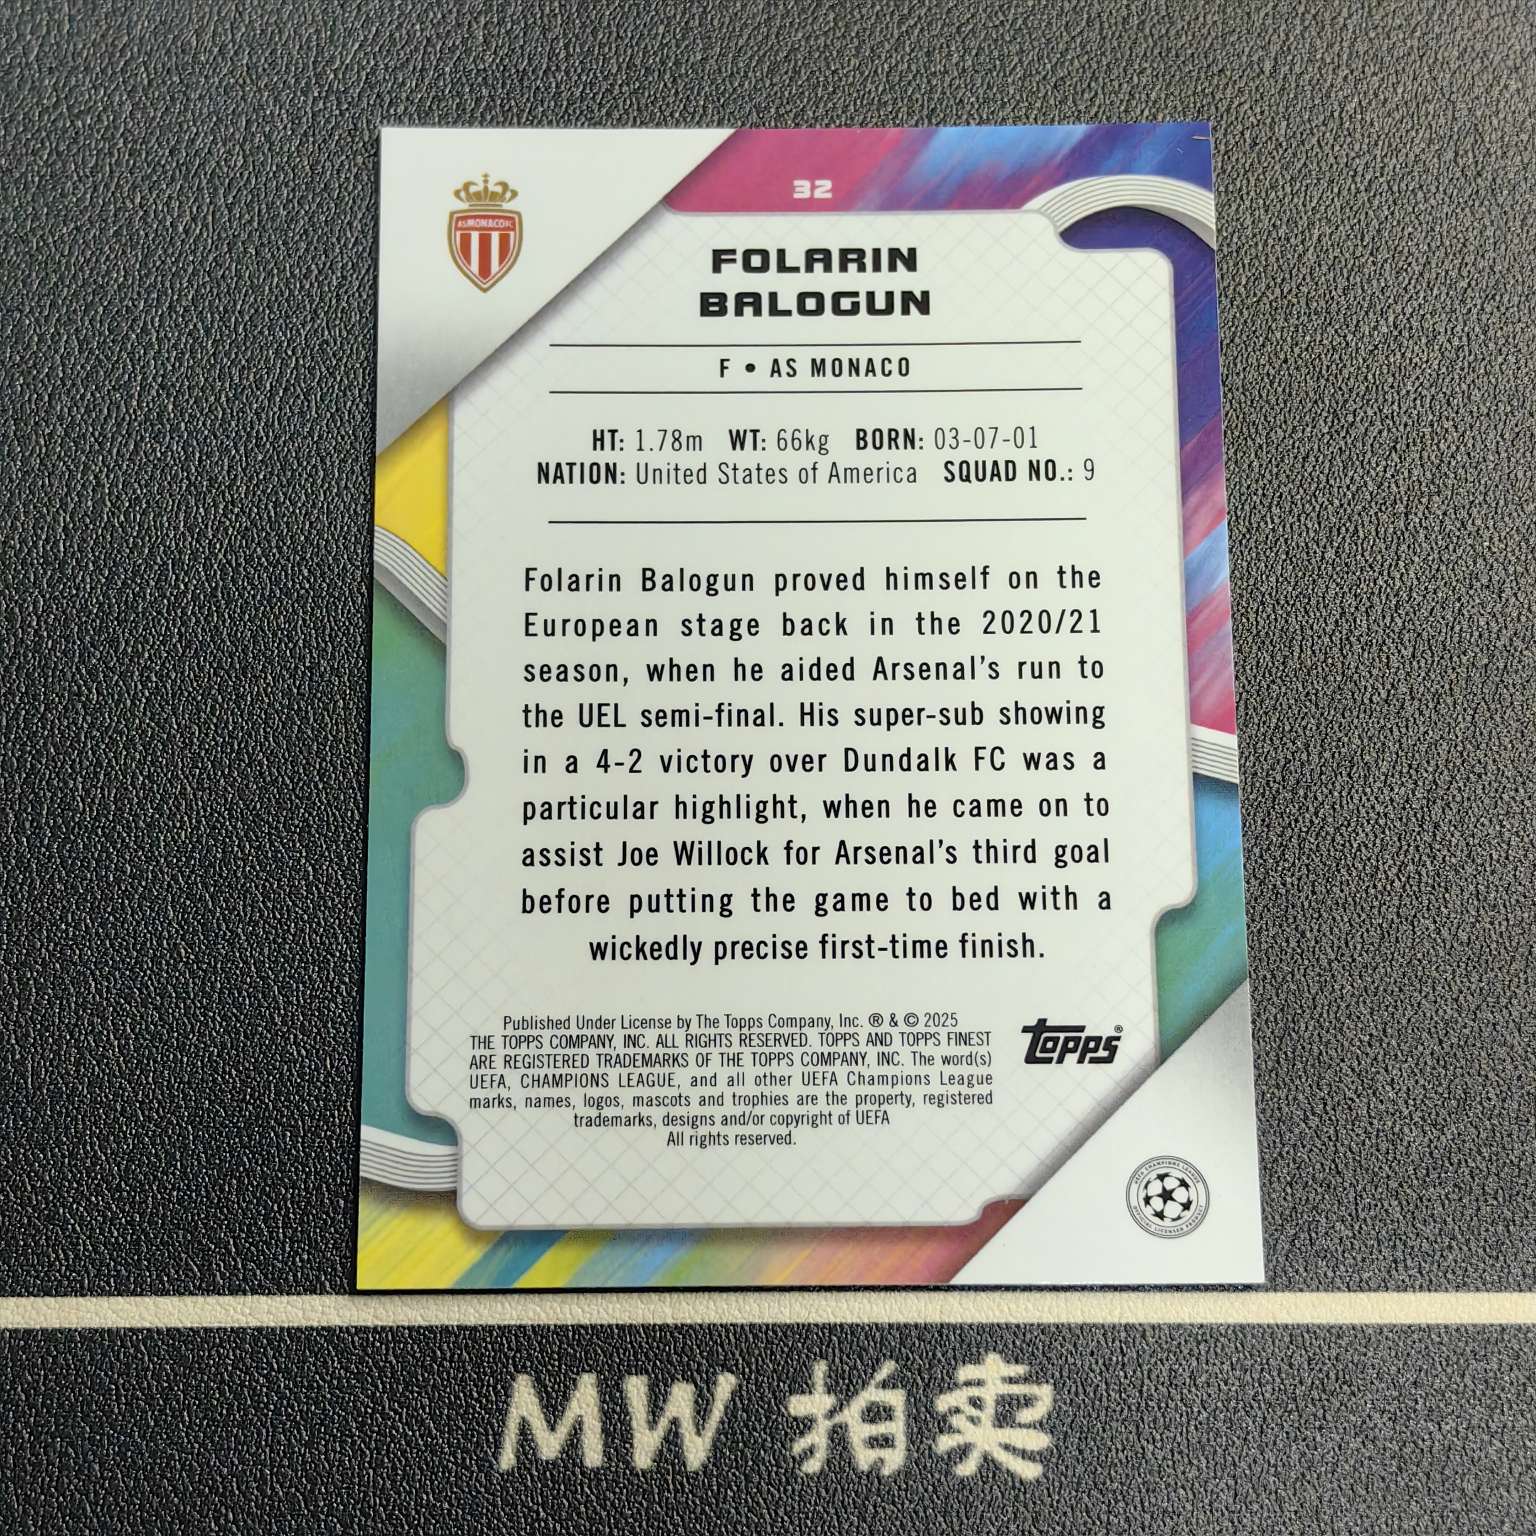 32
ASMONACOFC
FOLARIN
BALOGUN
F • AS MONACO
HT: 1.78m WT: 66kg BORN: 03-07-01
NATION: United States of America SQUAD NO.: 9
Folarin Balogun proved himself on the
European stage back in the 2020/21
season, when he aided Arsenal's run to
the UEL semi-final. His super-sub showing
in a 4-2 victory over Dundalk FC was a
particular highlight, when he came on to
assist Joe Willock for Arsenal's third goal
before putting the game to bed with a
wickedly precise first-time finish.
Published Under License by The Topps Company, Inc. ® & © 2025
THE TOPPS COMPANY, INC. ALL RIGHTS RESERVED. TOPPS AND TOPPS FINEST
ARE REGISTERED TRADEMARKS OF THE TOPPS COMPANY, INC. The word(s)
UEFA, CHAMPIONS LEAGUE, and all other UEFA Champions League
marks, names, logos, mascots and trophies are the property, registered
trademarks, designs and/or copyright of UEFA
All rights reserved.
TOPPS®
UEFA CHAMPIONS LEAGUE
OFFICIAL LICENSED PRODUCT
MW 拍卖